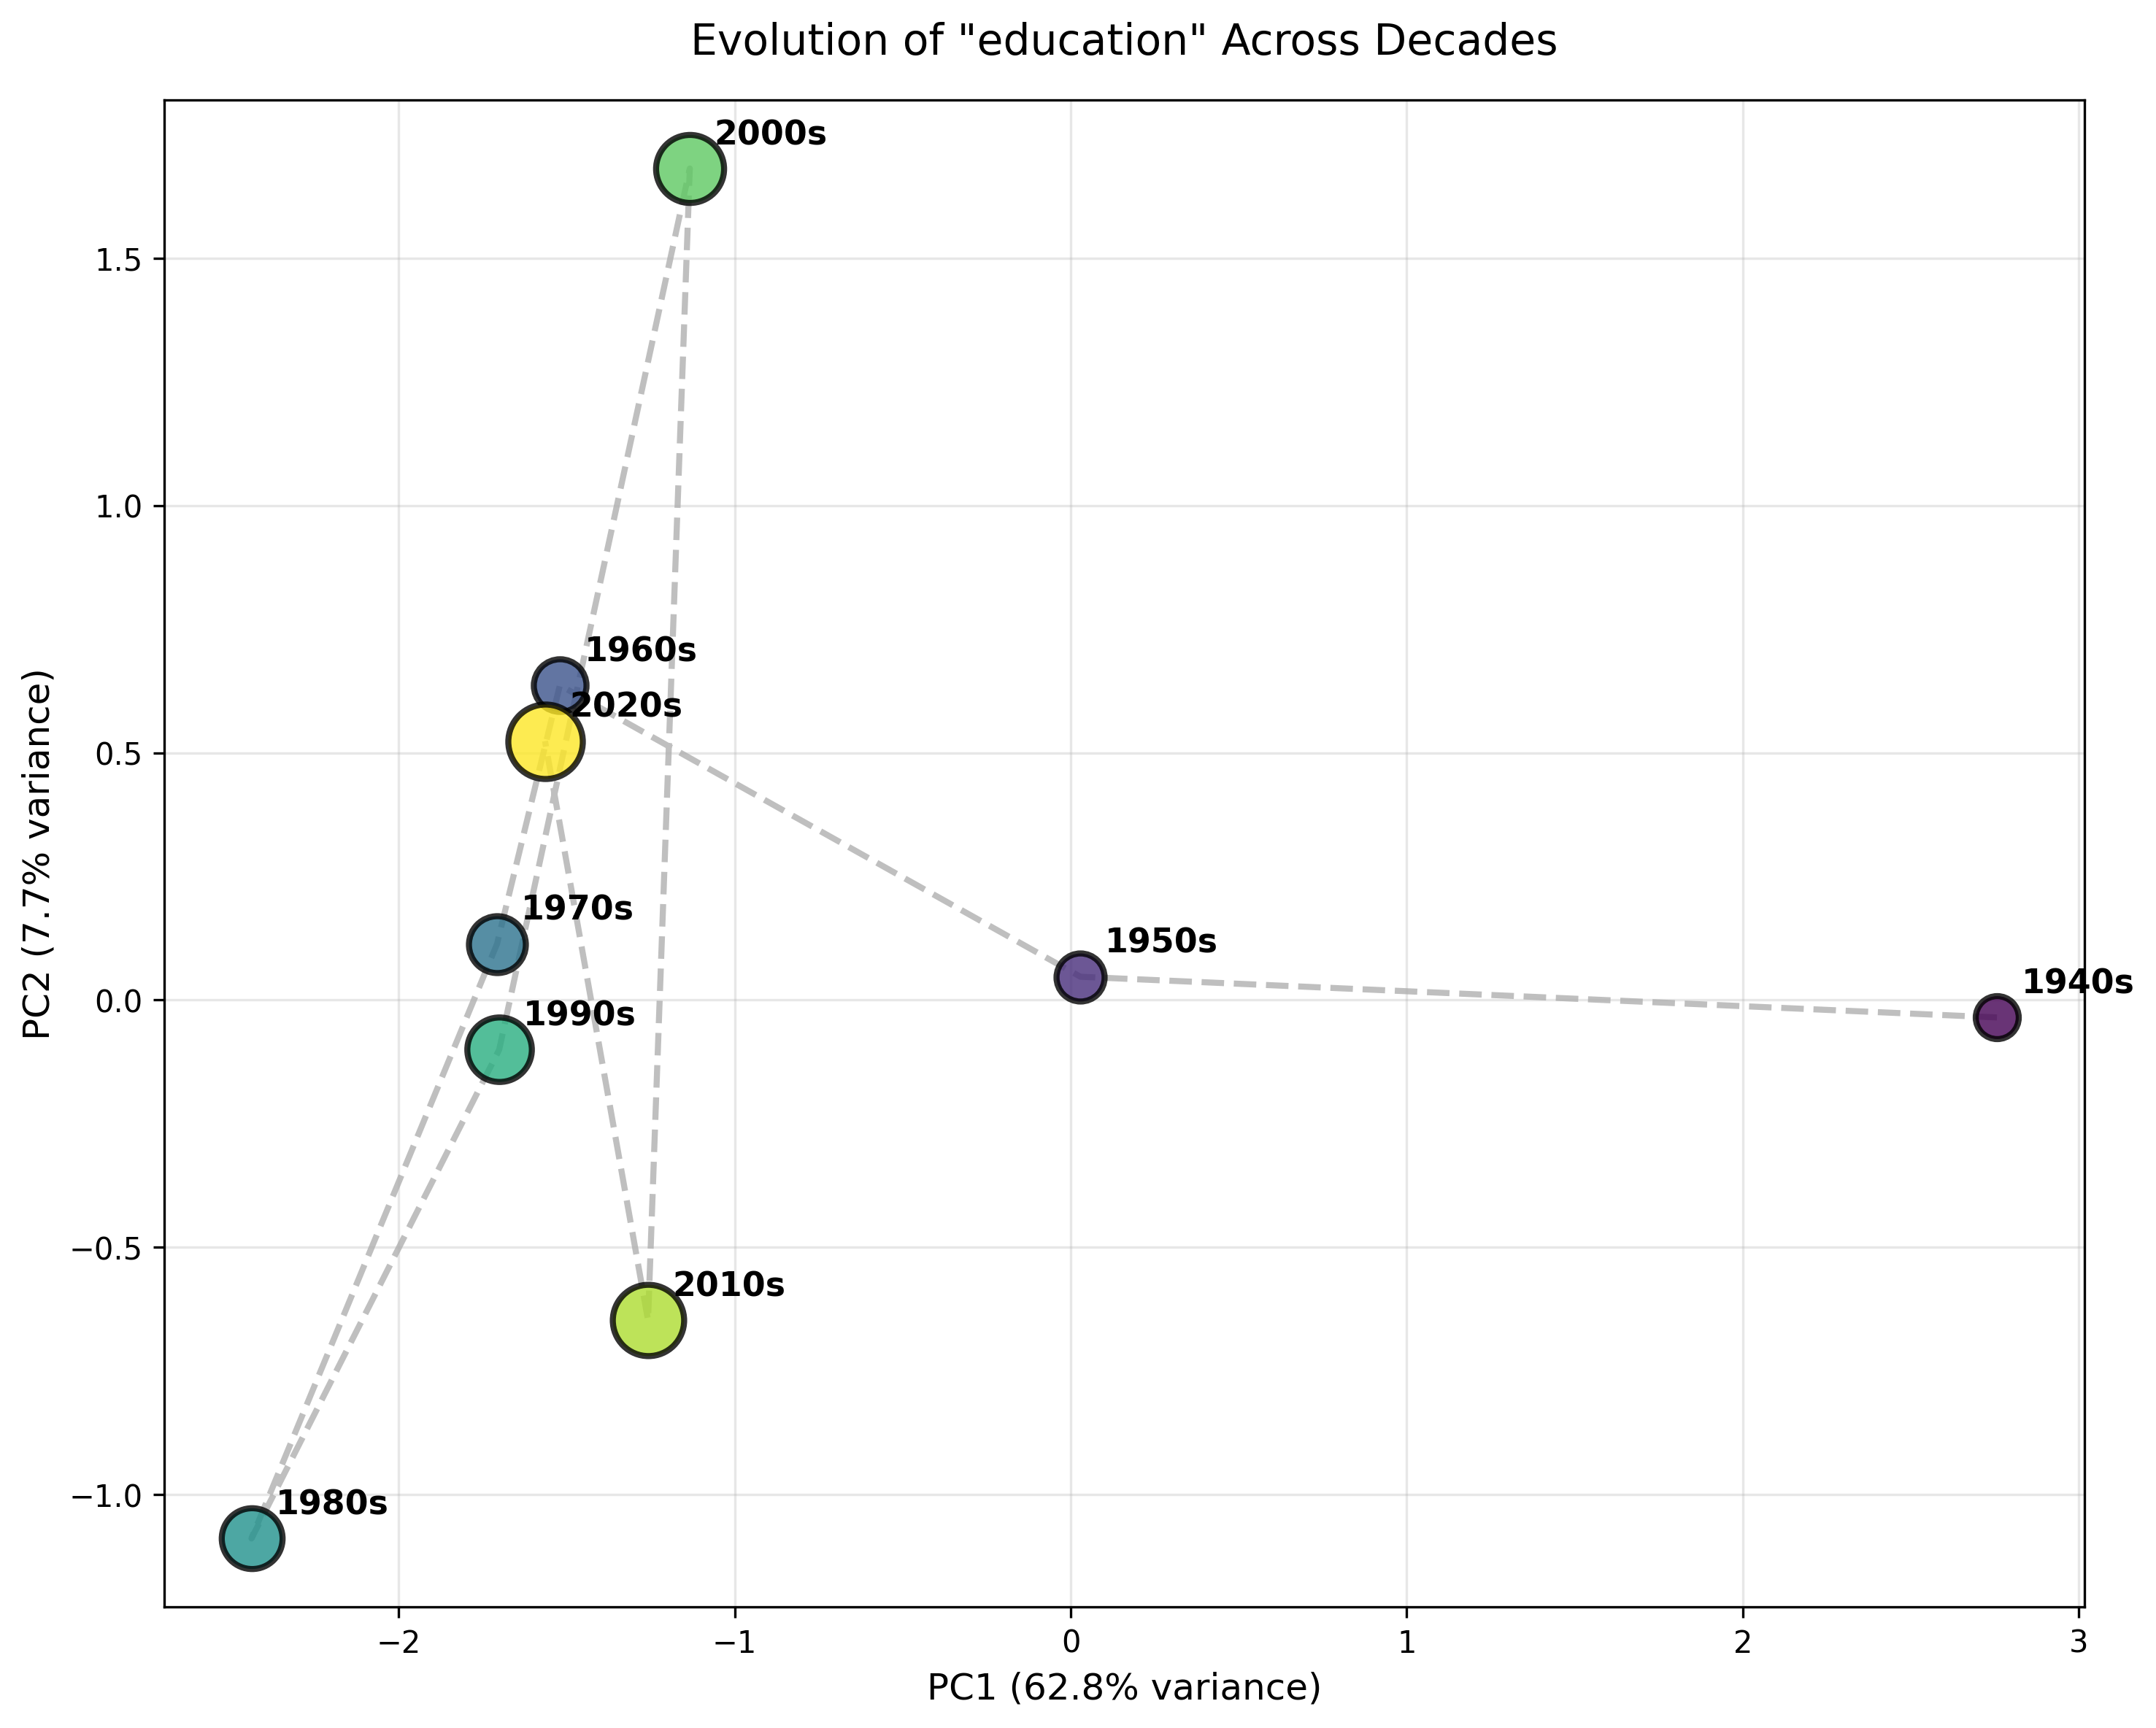 Evolution of "education" Across Decades
2000s
1.5
1.0
1960s
2020s
0.5
1970s
1950s
1940s
0.0
1990s
−0.5
2010s
−1.0
1980s
−2
−1
0
1
2
3
PC1 (62.8% variance)
PC2 (7.7% variance)